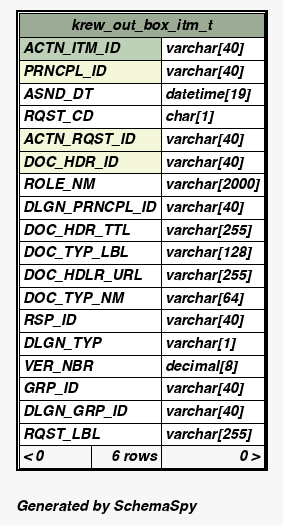 krew_out_box_itm_t
ACTN_ITM_ID varchar[40]
PRNCPL_ID varchar[40]
ASND_DT datetime[19]
RQST_CD char[1]
ACTN_RQST_ID varchar[40]
DOC_HDR_ID varchar[40]
ROLE_NM varchar[2000]
DLGN_PRNCPL_ID varchar[40]
DOC_HDR_TTL varchar[255]
DOC_TYP_LBL varchar[128]
DOC_HDLR_URL varchar[255]
DOC_TYP_NM varchar[64]
RSP_ID varchar[40]
DLGN_TYP varchar[1]
VER_NBR decimal[8]
GRP_ID varchar[40]
DLGN_GRP_ID varchar[40]
RQST_LBL varchar[255]
< 0 6 rows 0 >
Generated by SchemaSpy